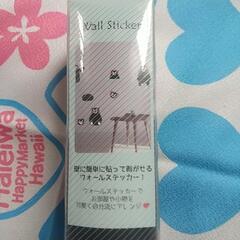 Wall Sticker
壁に簡単に貼って剥がせる
ウォールステッカー!
ウォールステッカーで
お部屋や小物を
可愛く自分流にアレンジ♥
Haleiwa
HappyMarket
Hawaii